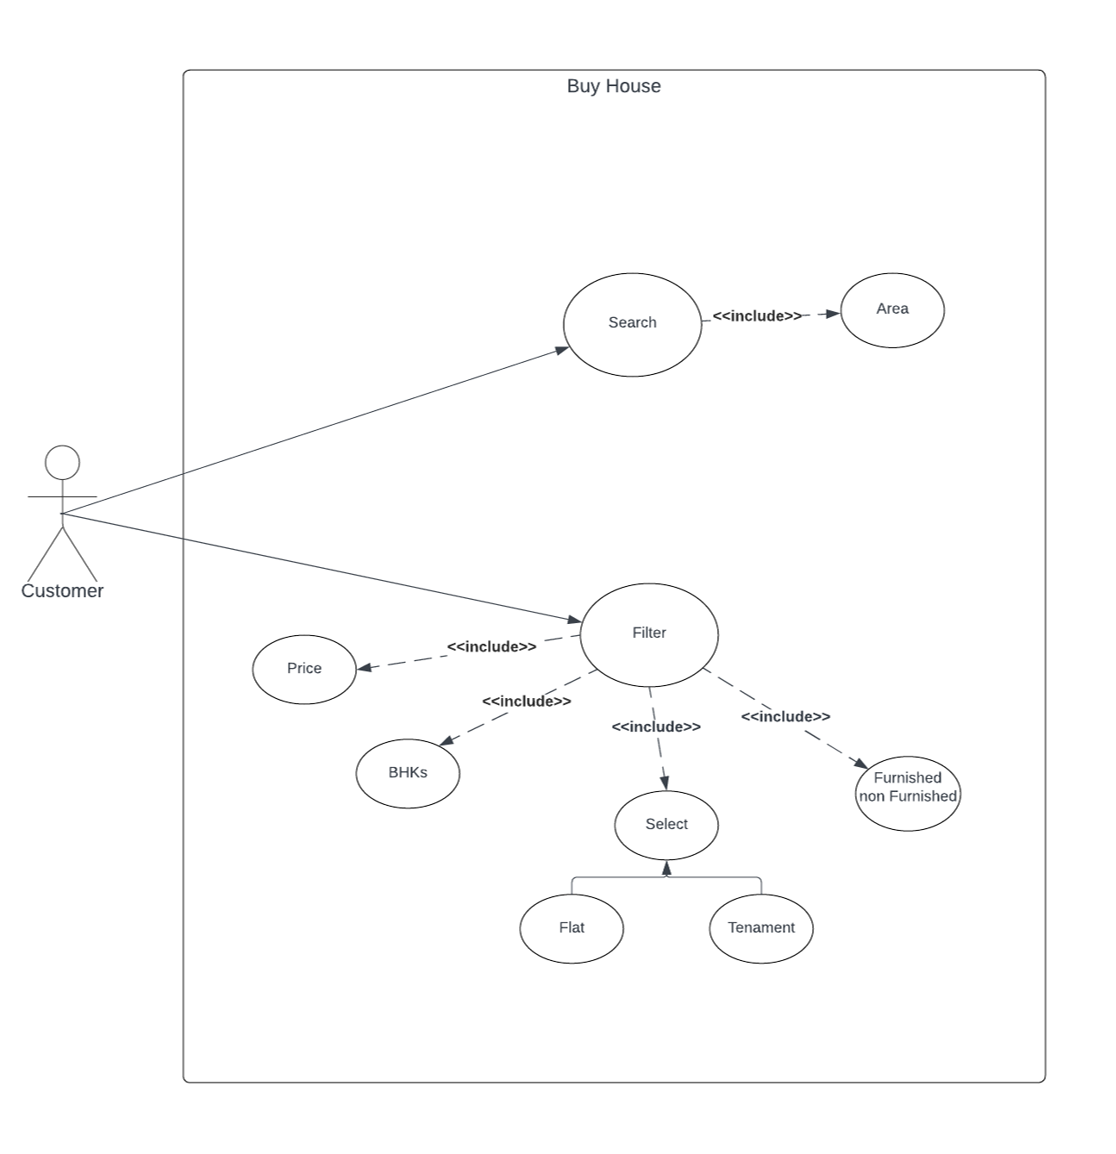 Buy House
Search
<<include>>
Area
Customer
Filter
<<include>>
Price
<<include>>
<<include>>
<<include>>
BHKs
Furnished
non Furnished
Select
Flat
Tenament